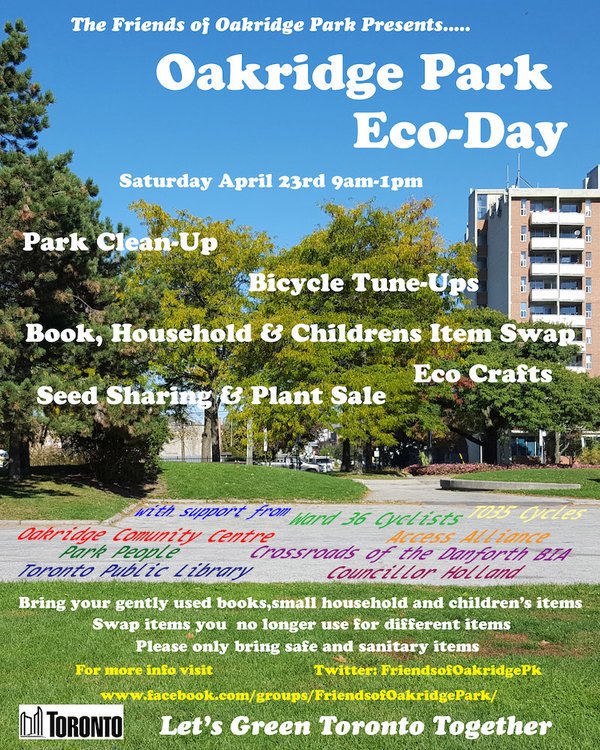 The Friends of Oakridge Park Presents.....
Oakridge Park
Eco-Day
Saturday April 23rd 9am-1pm
Park Clean-Up
Bicycle Tune-Ups
Book, Household & Childrens Item Swap
Eco Crafts
Seed Sharing & Plant Sale
with support from
Ward 36 Cyclists
TO35 Cycles
Oakridge Comunity Centre
Access Alliance
Park People
Crossroads of the Danforth BIA
Toronto Public Library
Councillor Holland
Bring your gently used books,small household and children's items
Swap items you no longer use for different items
Please only bring safe and sanitary items
For more info visit
Twitter: FriendsofOakridgePk
www.facebook.com/groups/FriendsofOakridgePark/
TORONTO
Let's Green Toronto Together